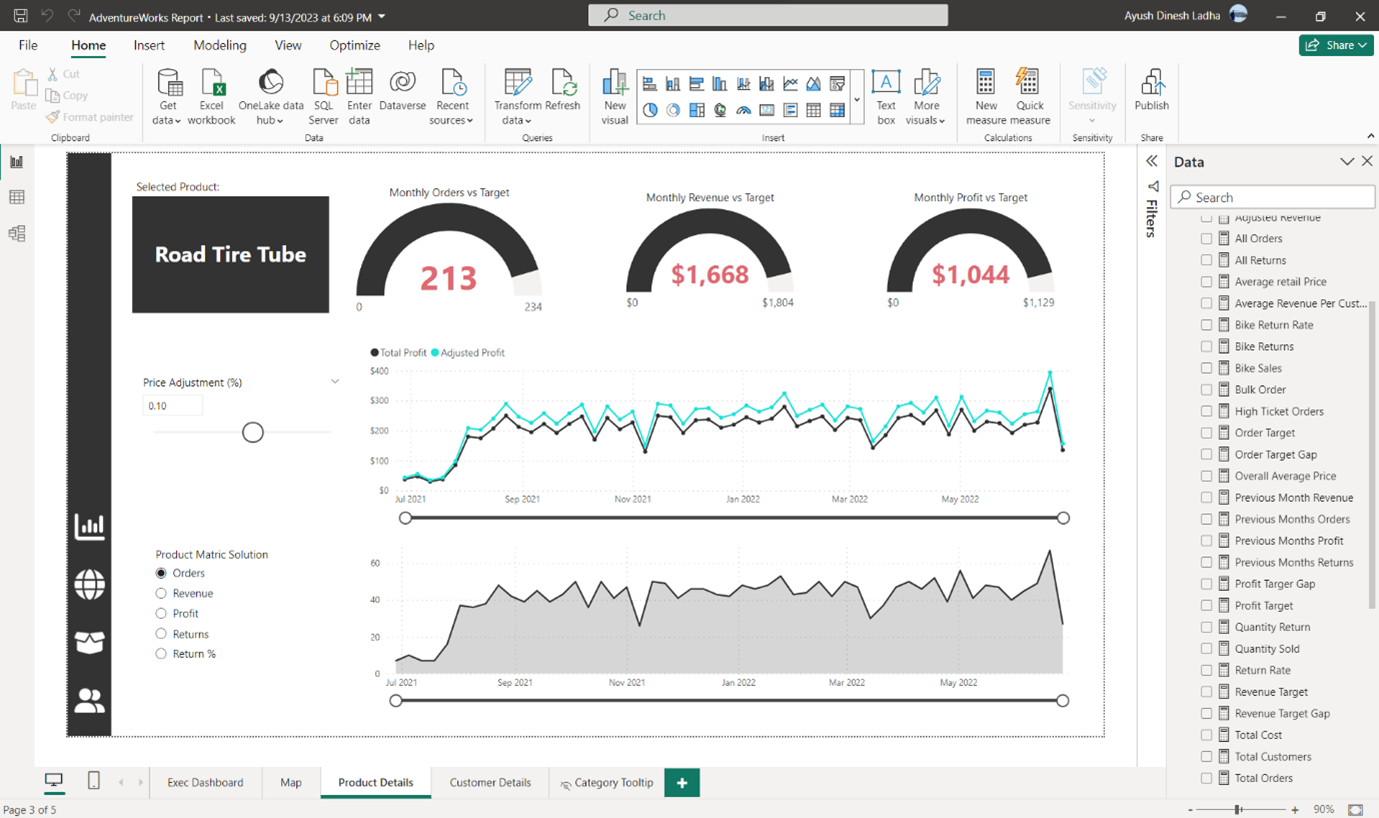 AdventureWorks Report • Last saved: 9/13/2023 at 6:09 PM
Search
Ayush Dinesh Ladha
File Home Insert Modeling View Optimize Help
Share
Paste
Cut
Copy
Format painter
Clipboard
Get data
Excel workbook
OneLake data hub
SQL Server
Enter data
Dataverse
Recent sources
Data
Transform data
Refresh
Queries
New visual
Text box
More visuals
Insert
New measure
Quick measure
Calculations
Sensitivity
Sensitivity
Publish
Share
Selected Product:
Road Tire Tube
Monthly Orders vs Target
213
0 234
Monthly Revenue vs Target
$1,668
$0 $1,804
Monthly Profit vs Target
$1,044
$0 $1,129
Price Adjustment (%)
0.10
Total Profit Adjusted Profit
$400
$300
$200
$100
$0
Jul 2021 Sep 2021 Nov 2021 Jan 2022 Mar 2022 May 2022
Product Matric Solution
Orders
Revenue
Profit
Returns
Return %
60
40
20
0
Jul 2021 Sep 2021 Nov 2021 Jan 2022 Mar 2022 May 2022
Filters
Data
Search
Adjusted Revenue
All Orders
All Returns
Average retail Price
Average Revenue Per Cust...
Bike Return Rate
Bike Returns
Bike Sales
Bulk Order
High Ticket Orders
Order Target
Order Target Gap
Overall Average Price
Previous Month Revenue
Previous Months Orders
Previous Months Profit
Previous Months Returns
Profit Targer Gap
Profit Target
Quantity Return
Quantity Sold
Return Rate
Revenue Target
Revenue Target Gap
Total Cost
Total Customers
Total Orders
Exec Dashboard Map Product Details Customer Details Category Tooltip
Page 3 of 5
- + 90%